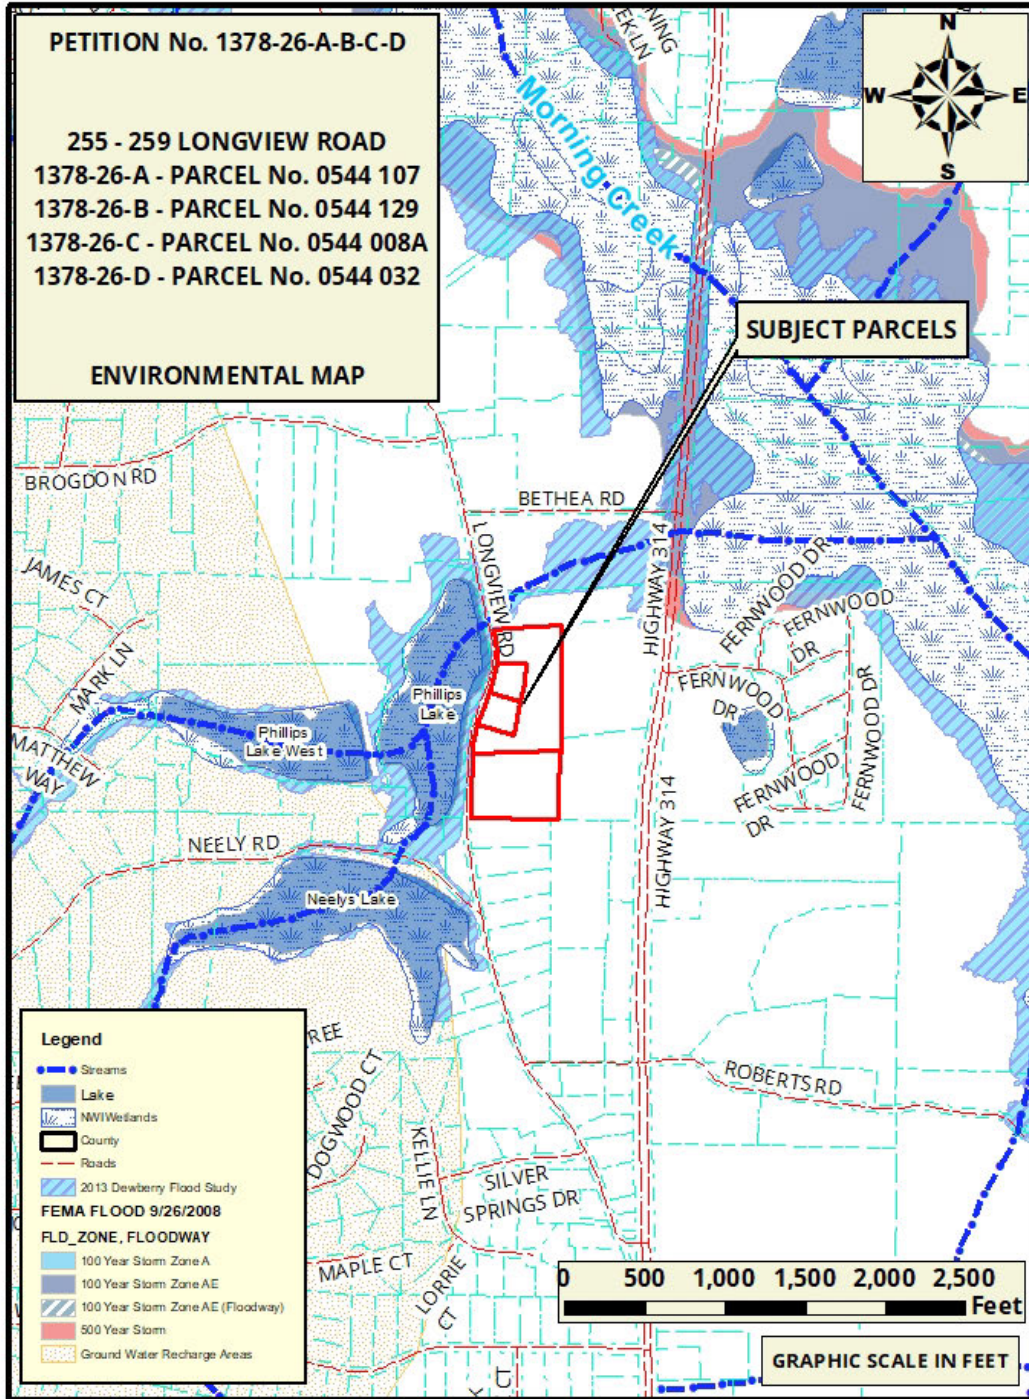 PETITION No. 1378-26-A-B-C-D
255 - 259 LONGVIEW ROAD
1378-26-A - PARCEL No. 0544 107
1378-26-B - PARCEL No. 0544 129
1378-26-C - PARCEL No. 0544 008A
1378-26-D - PARCEL No. 0544 032
ENVIRONMENTAL MAP
N
W
E
S
Morning Creek
SUBJECT PARCELS
BROGDON RD
BETHEA RD
LONGVIEW RD
HIGHWAY 314
FERNWOOD DR
FERNWOOD
DR
JAMES CT
MARK LN
MATTHEW
WAY
Phillips
Lake West
Phillips
Lake
FERNWOOD
DR
FERNWOOD DR
FERNWOOD
DR
HIGHWAY 314
NEELY RD
Neelys Lake
ROBERTS RD
DOGWOOD CT
KELLIE LN
SILVER
SPRINGS DR
MAPLE CT
LORRIE
CT
CT
Legend
Streams
Lake
NWI Wetlands
County
Roads
2013 Dewberry Flood Study
FEMA FLOOD 9/26/2008
FLD_ZONE, FLOODWAY
100 Year Storm Zone A
100 Year Storm Zone AE
100 Year Storm Zone AE (Floodway)
500 Year Storm
Ground Water Recharge Areas
0 500 1,000 1,500 2,000 2,500
Feet
GRAPHIC SCALE IN FEET